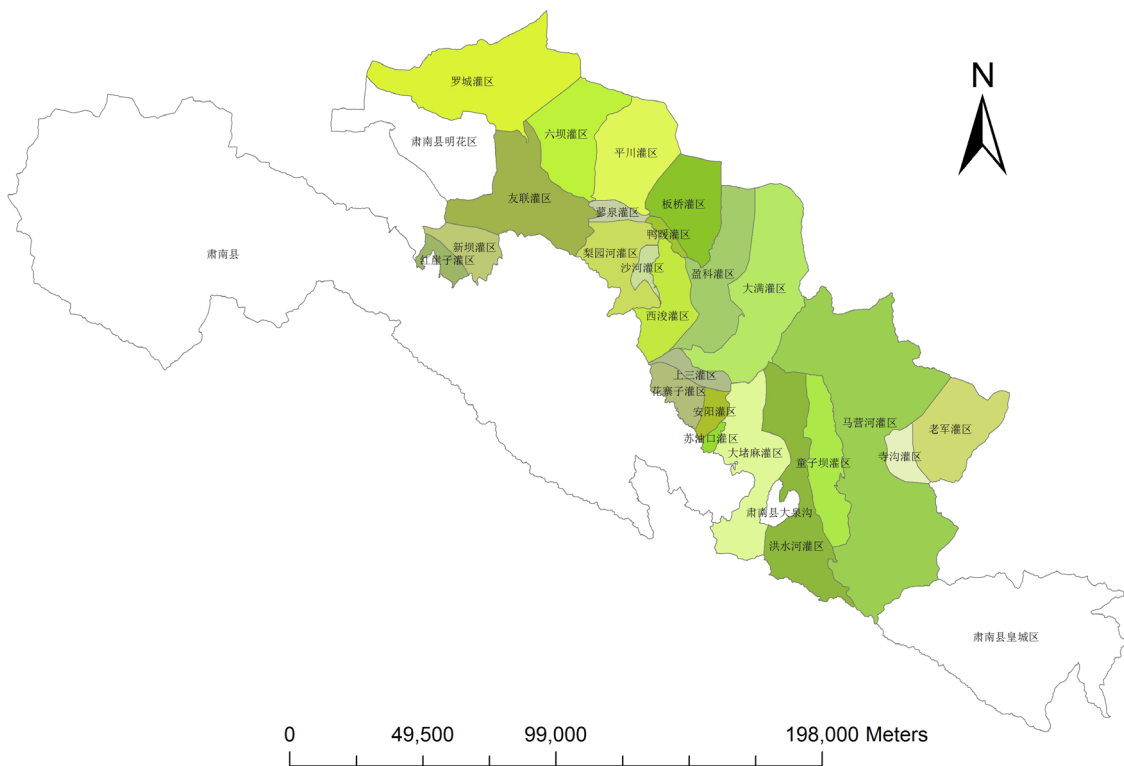 N
罗城灌区
六坝灌区
肃南县明花区
平川灌区
友联灌区
板桥灌区
蓼泉灌区
鸭暖灌区
新坝灌区
梨园河灌区
肃南县
红崖子灌区
沙河灌区
盈科灌区
大满灌区
西浚灌区
上三灌区
花寨子灌区
安阳灌区
马营河灌区
老军灌区
苏油口灌区
大堵麻灌区
寺沟灌区
童子坝灌区
肃南县大泉沟
洪水河灌区
肃南县皇城区
0 49,500 99,000 198,000 Meters